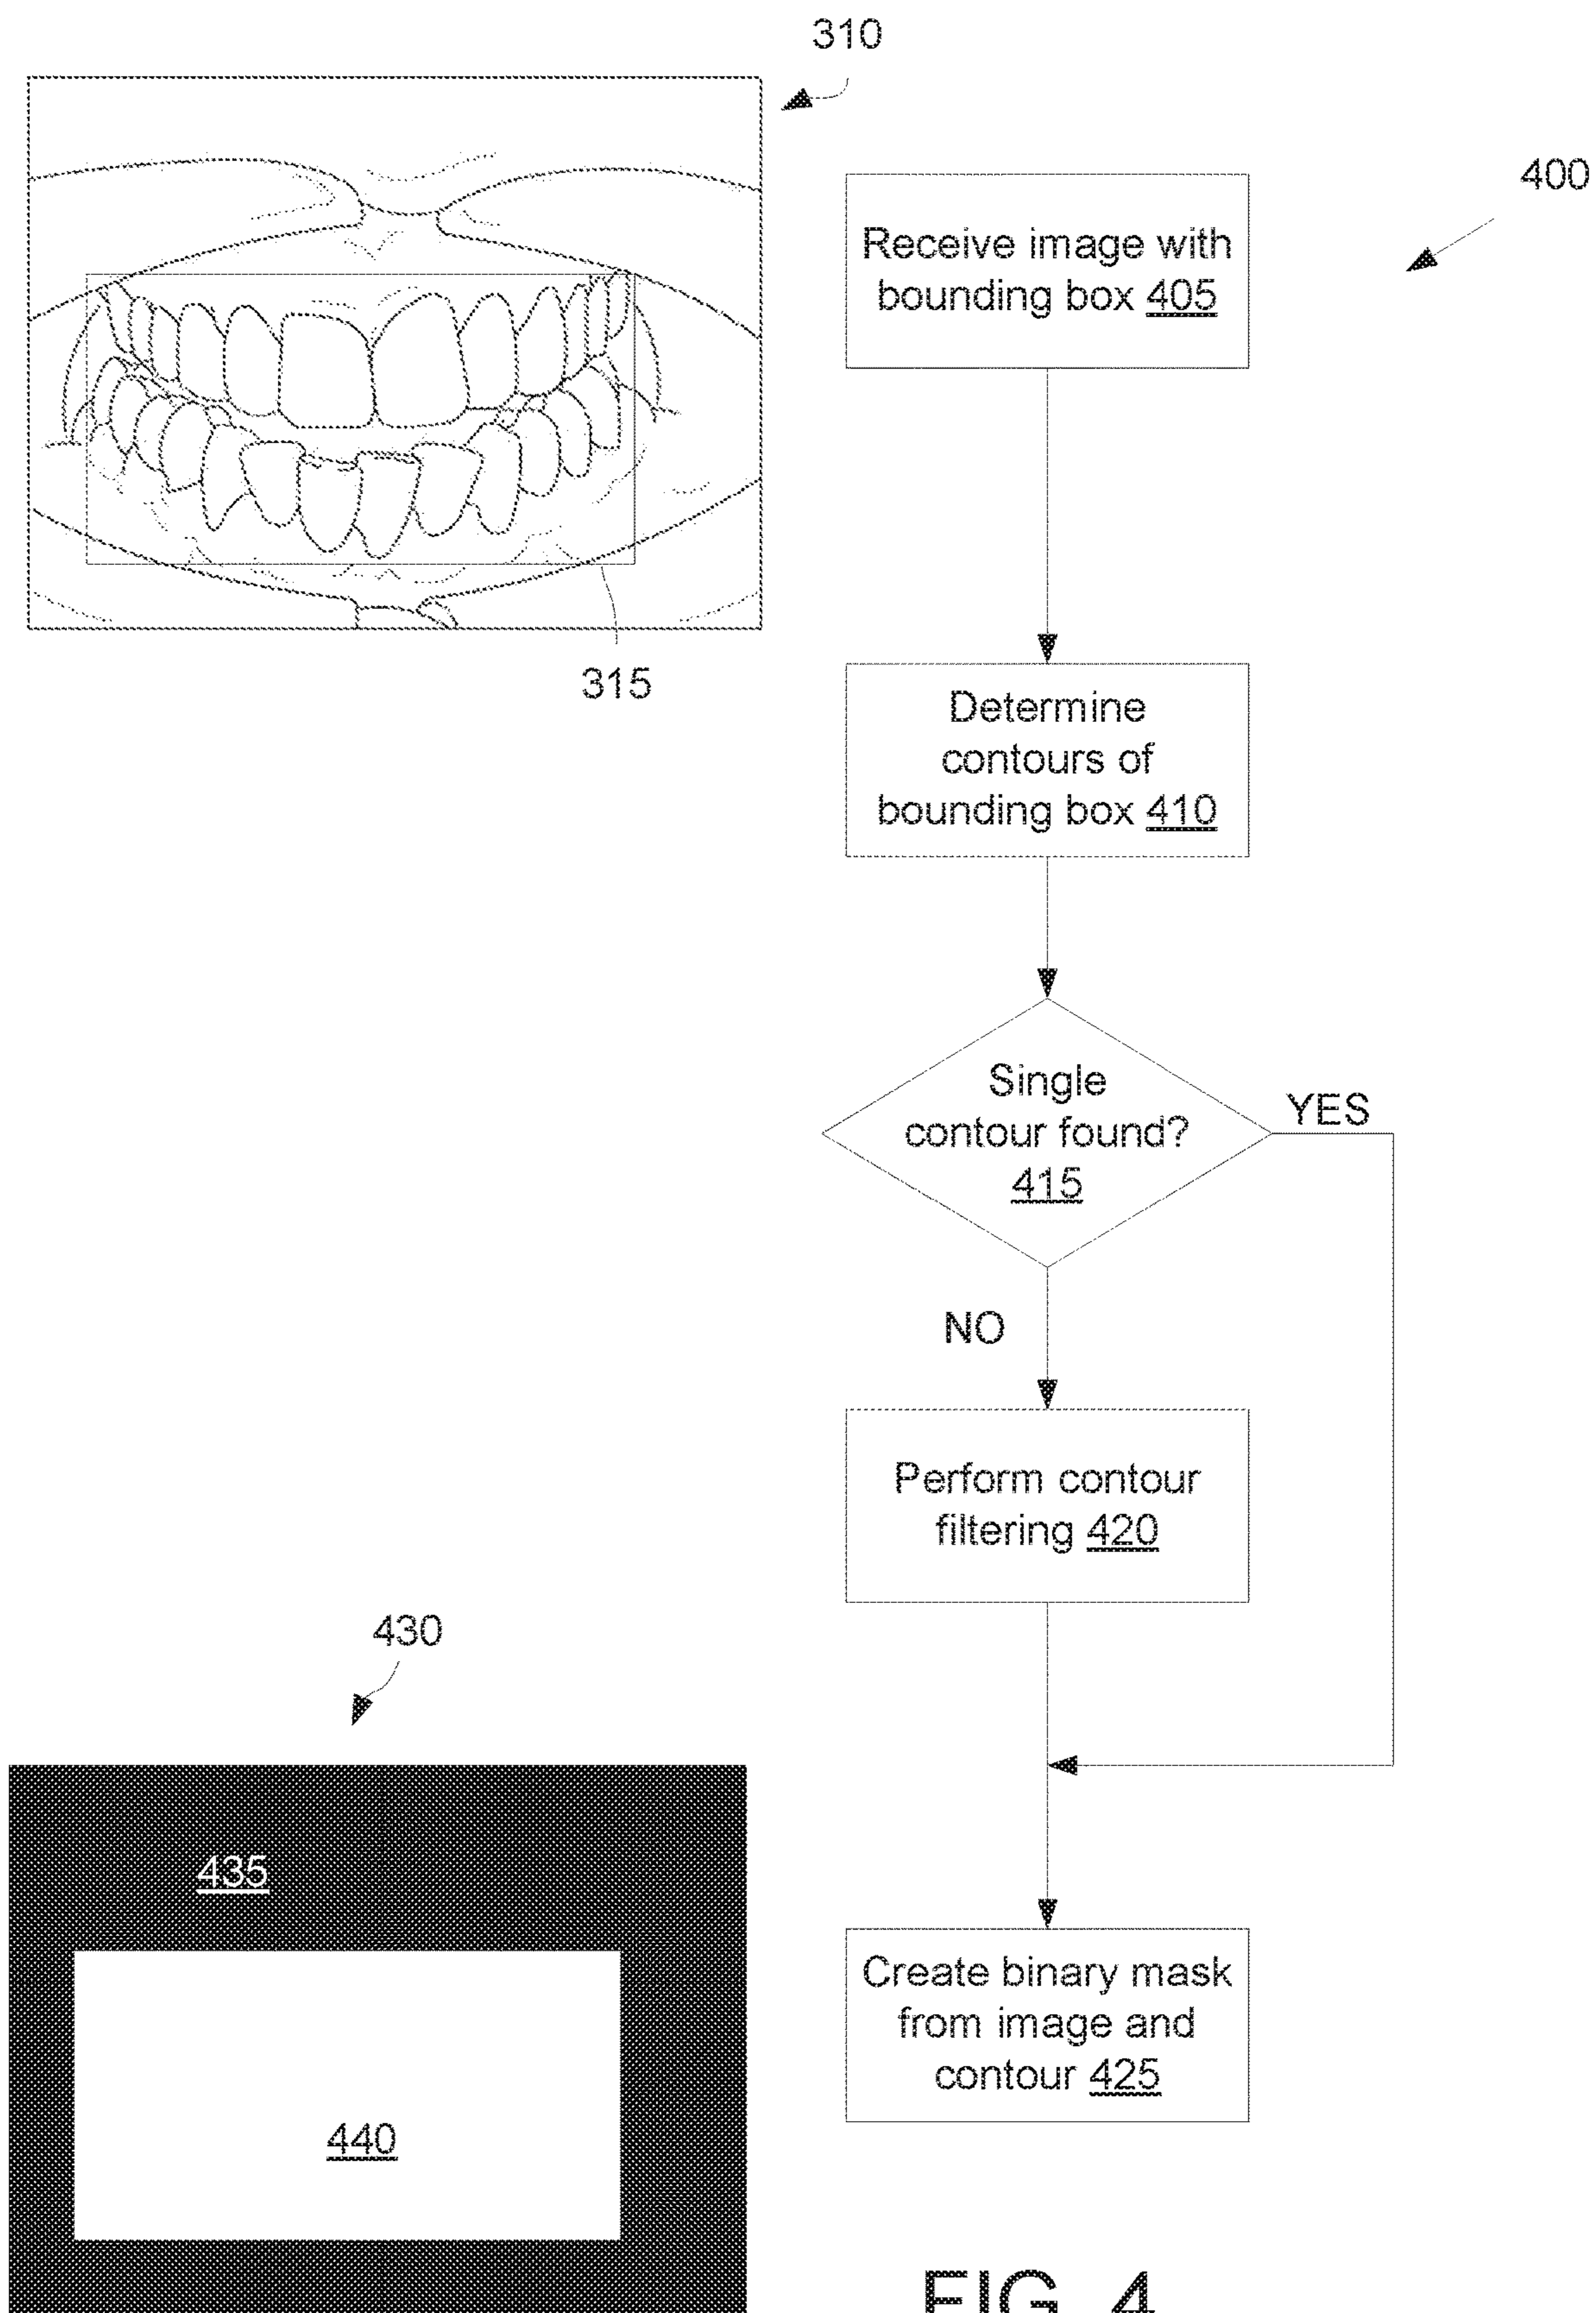 310
400
Receive image with
bounding box 405
315
Determine
contours of
bounding box 410
Single
contour found?
415
YES
NO
Perform contour
filtering 420
430
435
440
Create binary mask
from image and
contour 425
FIG. 4